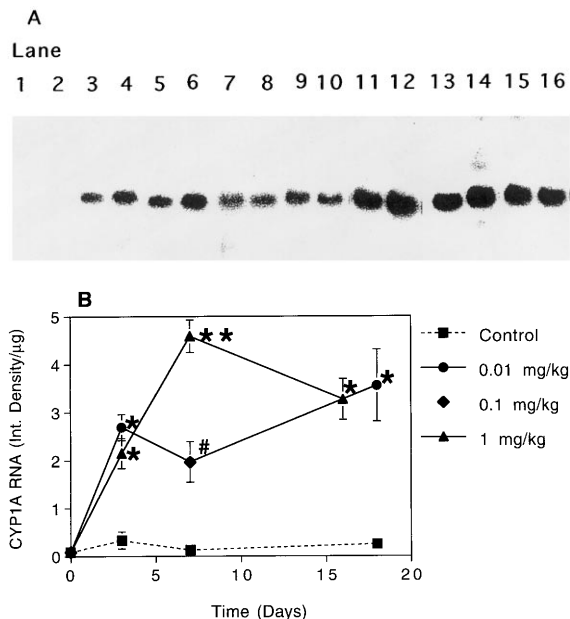 A
Lane
1 2 3 4 5 6 7 8 9 10 11 12 13 14 15 16
B
5
4
3
2
1
0
CYP1A RNA (Int. Density/µg)
* *
*
*
*
*
#
0 5 10 15 20
Time (Days)
Control
0.01 mg/kg
0.1 mg/kg
1 mg/kg